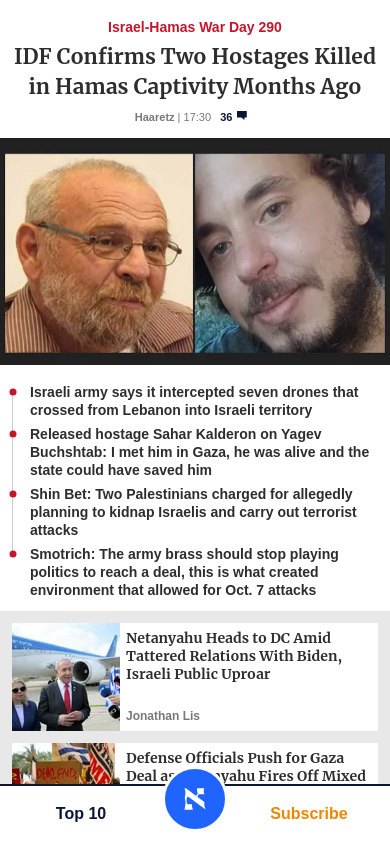 Israel-Hamas War Day 290
IDF Confirms Two Hostages Killed
in Hamas Captivity Months Ago
Haaretz | 17:30 36
Israeli army says it intercepted seven drones that
crossed from Lebanon into Israeli territory
Released hostage Sahar Kalderon on Yagev
Buchshtab: I met him in Gaza, he was alive and the
state could have saved him
Shin Bet: Two Palestinians charged for allegedly
planning to kidnap Israelis and carry out terrorist
attacks
Smotrich: The army brass should stop playing
politics to reach a deal, this is what created
environment that allowed for Oct. 7 attacks
Netanyahu Heads to DC Amid
Tattered Relations With Biden,
Israeli Public Uproar
Jonathan Lis
DEAD END
Defense Officials Push for Gaza
Deal as Fires Off Mixed
Top 10
Subscribe